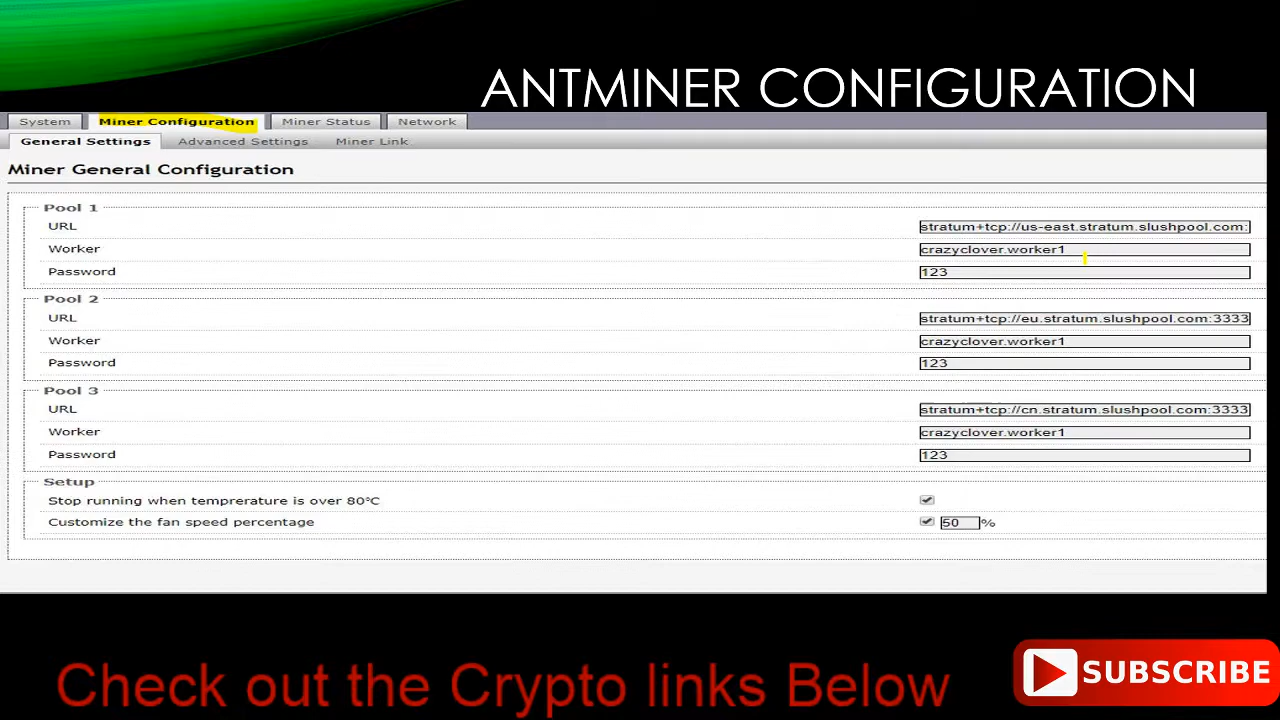 ANTMINER CONFIGURATION
System Miner Configuration Miner Status Network
General Settings Advanced Settings Miner Link
Miner General Configuration
Pool 1
URL stratum+tcp://us-east.stratum.slushpool.com:
Worker crazyclover.worker1
Password 123
Pool 2
URL stratum+tcp://eu.stratum.slushpool.com:3333
Worker crazyclover.worker1
Password 123
Pool 3
URL stratum+tcp://cn.stratum.slushpool.com:3333
Worker crazyclover.worker1
Password 123
Setup
Stop running when temprerature is over 80°C
Customize the fan speed percentage 50 %
Check out the Crypto links Below
SUBSCRIBE